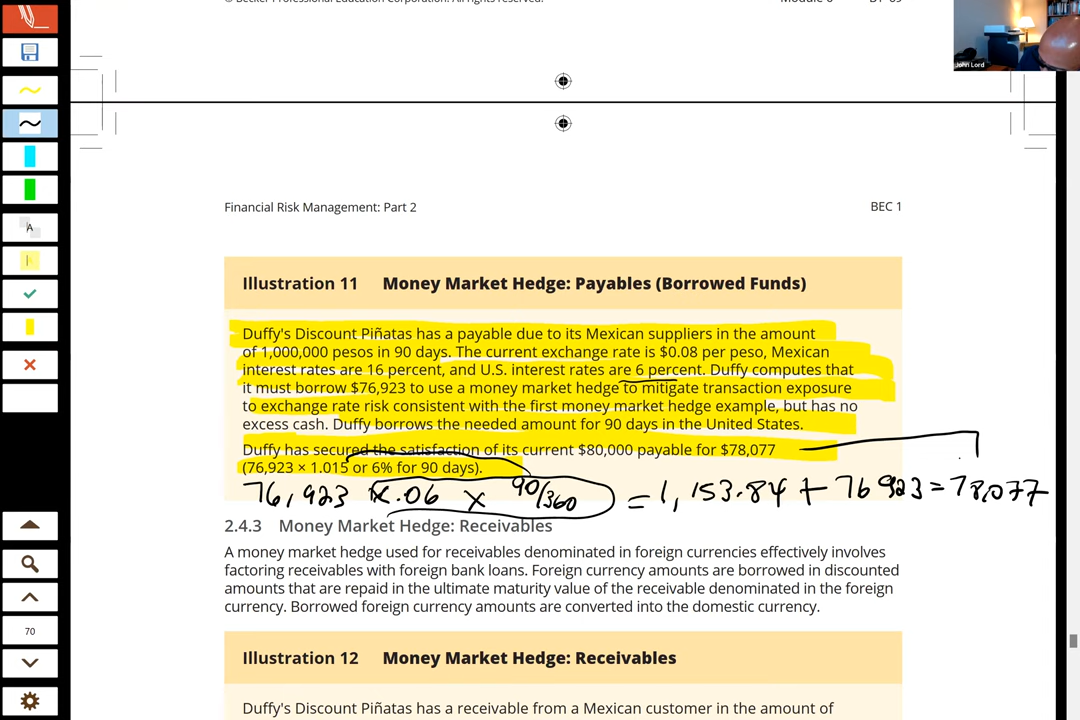 © Becker Professional Education Corporation. All rights reserved.
John Lord
Financial Risk Management: Part 2
BEC 1
Illustration 11 Money Market Hedge: Payables (Borrowed Funds)
Duffy's Discount Piñatas has a payable due to its Mexican suppliers in the amount
of 1,000,000 pesos in 90 days. The current exchange rate is $0.08 per peso, Mexican
interest rates are 16 percent, and U.S. interest rates are 6 percent. Duffy computes that
it must borrow $76,923 to use a money market hedge to mitigate transaction exposure
to exchange rate risk consistent with the first money market hedge example, but has no
excess cash. Duffy borrows the needed amount for 90 days in the United States.
Duffy has secured the satisfaction of its current $80,000 payable for $78,077
(76,923 × 1.015 or 6% for 90 days).
76,923 x .06 x 90/360 = 1,153.84 + 76923 = 78,077
2.4.3 Money Market Hedge: Receivables
A money market hedge used for receivables denominated in foreign currencies effectively involves
factoring receivables with foreign bank loans. Foreign currency amounts are borrowed in discounted
amounts that are repaid in the ultimate maturity value of the receivable denominated in the foreign
currency. Borrowed foreign currency amounts are converted into the domestic currency.
70
Illustration 12 Money Market Hedge: Receivables
Duffy's Discount Piñatas has a receivable from a Mexican customer in the amount of